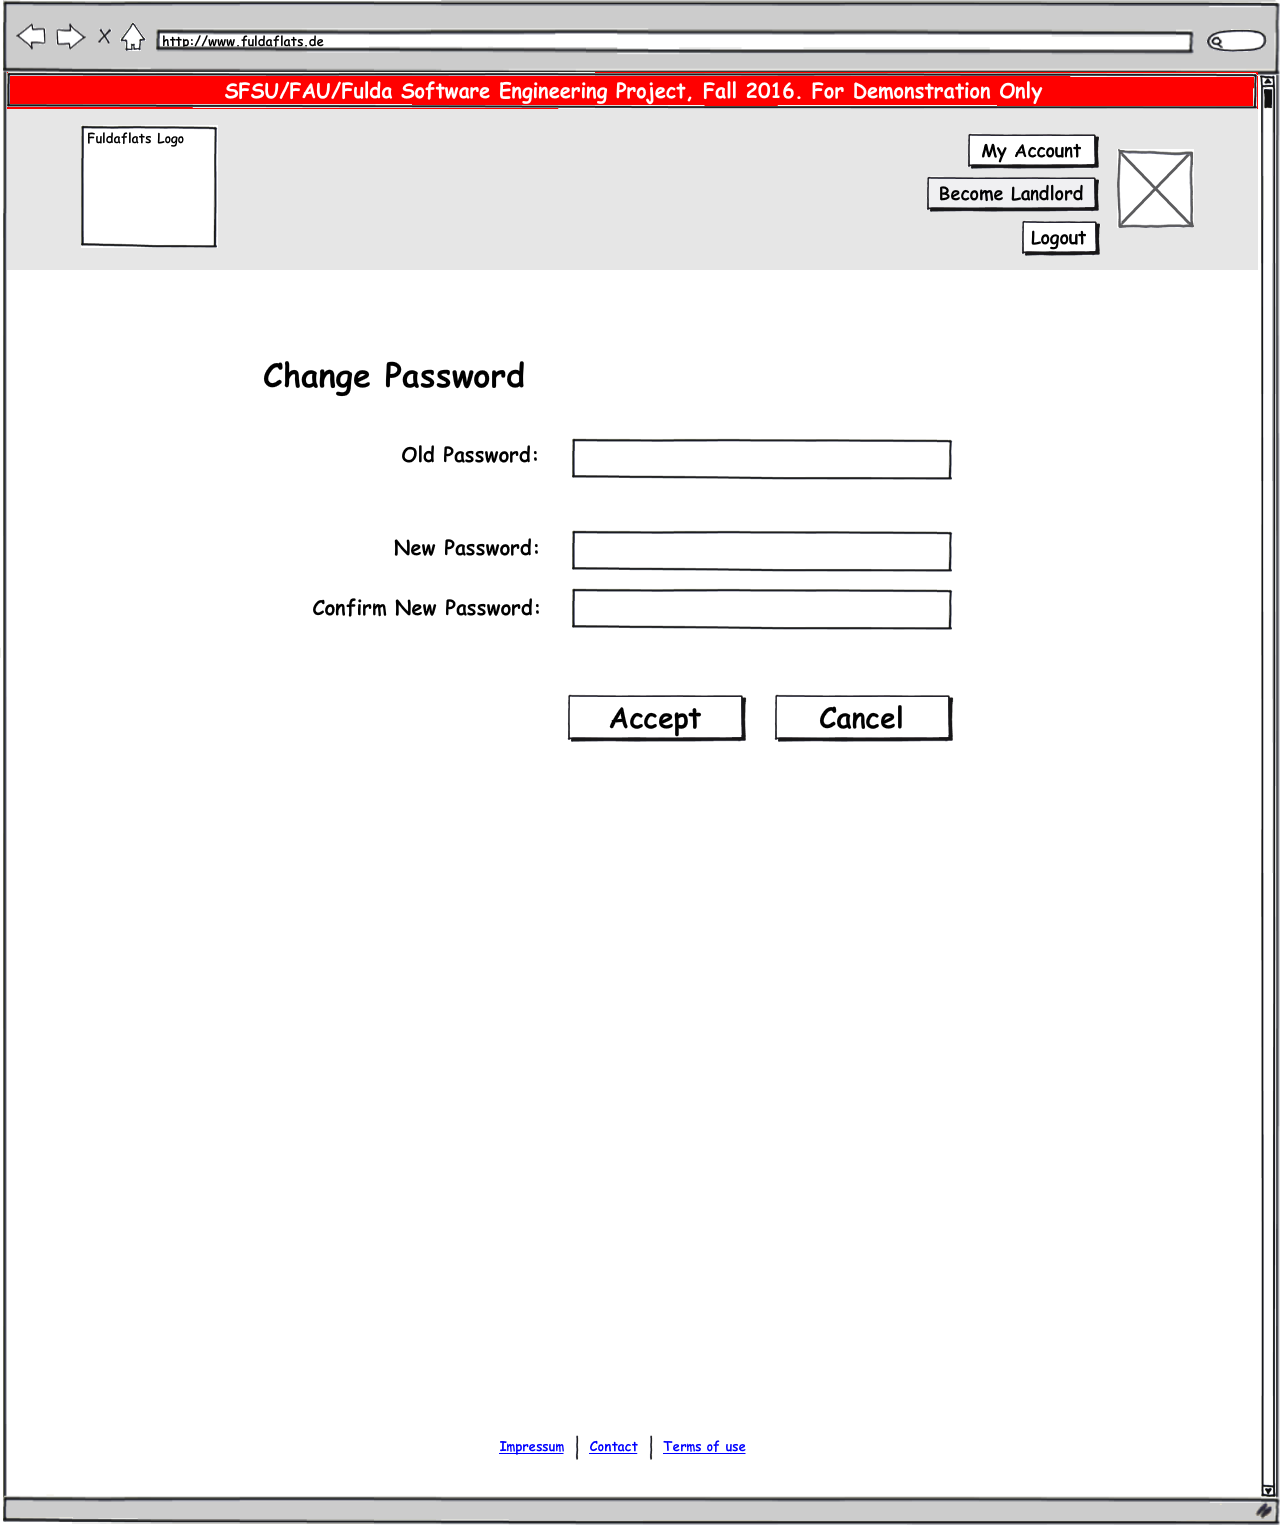 http://www.fuldaflats.de
SFSU/FAU/Fulda Software Engineering Project, Fall 2016. For Demonstration Only
Fuldaflats Logo
My Account
Become Landlord
Logout
Change Password
Old Password:
New Password:
Confirm New Password:
Accept Cancel
Impressum | Contact | Terms of use